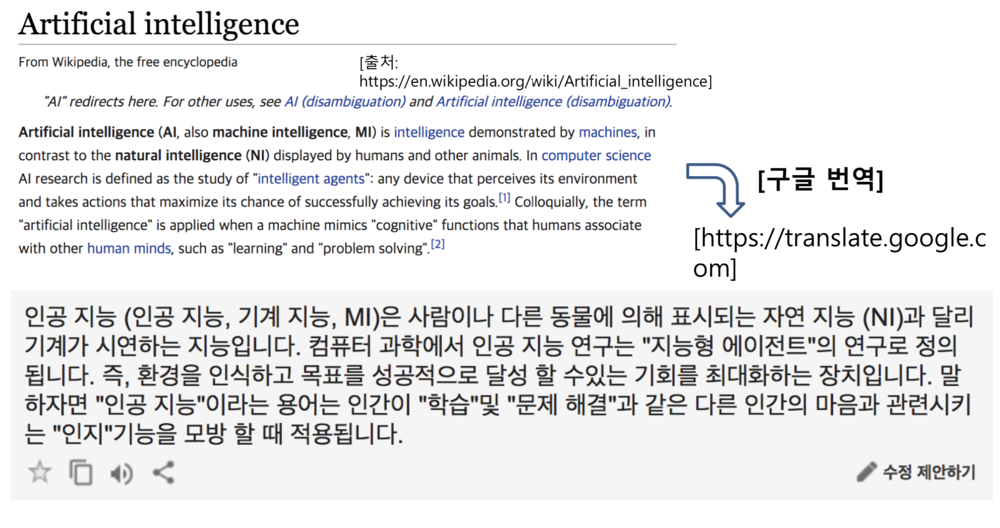 Artificial intelligence
From Wikipedia, the free encyclopedia
[출처:
https://en.wikipedia.org/wiki/Artificial_intelligence]
"AI" redirects here. For other uses, see AI (disambiguation) and Artificial intelligence (disambiguation).
Artificial intelligence (AI, also machine intelligence, MI) is intelligence demonstrated by machines, in
contrast to the natural intelligence (NI) displayed by humans and other animals. In computer science
AI research is defined as the study of "intelligent agents": any device that perceives its environment
and takes actions that maximize its chance of successfully achieving its goals.[1] Colloquially, the term
"artificial intelligence" is applied when a machine mimics "cognitive" functions that humans associate
with other human minds, such as "learning" and "problem solving".[2]
[구글 번역]
[https://translate.google.c
om]
인공 지능 (인공 지능, 기계 지능, MI)은 사람이나 다른 동물에 의해 표시되는 자연 지능 (NI)과 달리
기계가 시연하는 지능입니다. 컴퓨터 과학에서 인공 지능 연구는 "지능형 에이전트"의 연구로 정의
됩니다. 즉, 환경을 인식하고 목표를 성공적으로 달성 할 수있는 기회를 최대화하는 장치입니다. 말
하자면 "인공 지능"이라는 용어는 인간이 "학습"및 "문제 해결"과 같은 다른 인간의 마음과 관련시키
는 "인지"기능을 모방 할 때 적용됩니다.
수정 제안하기